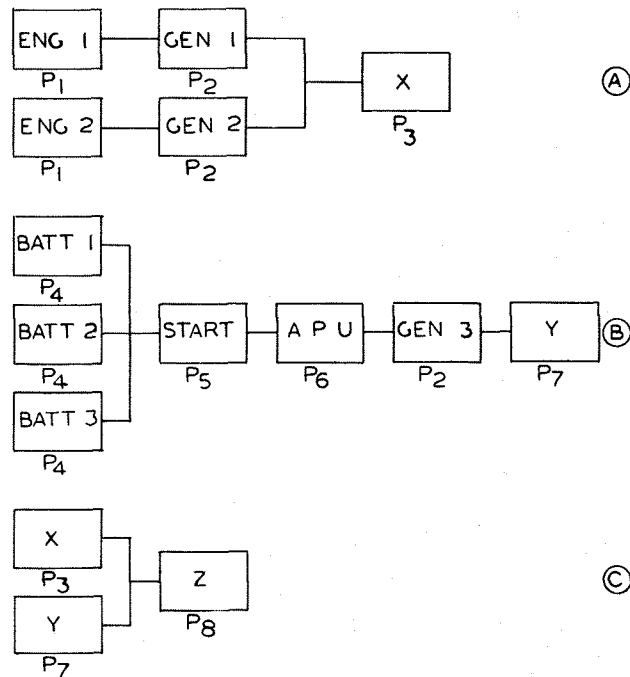 ENG 1
GEN 1
P1
P2
X
P3
A
ENG 2
GEN 2
P1
P2
BATT 1
P4
BATT 2
START
A P U
GEN 3
Y
B
P4
P5
P6
P2
P7
BATT 3
P4
X
P3
Z
P8
C
Y
P7